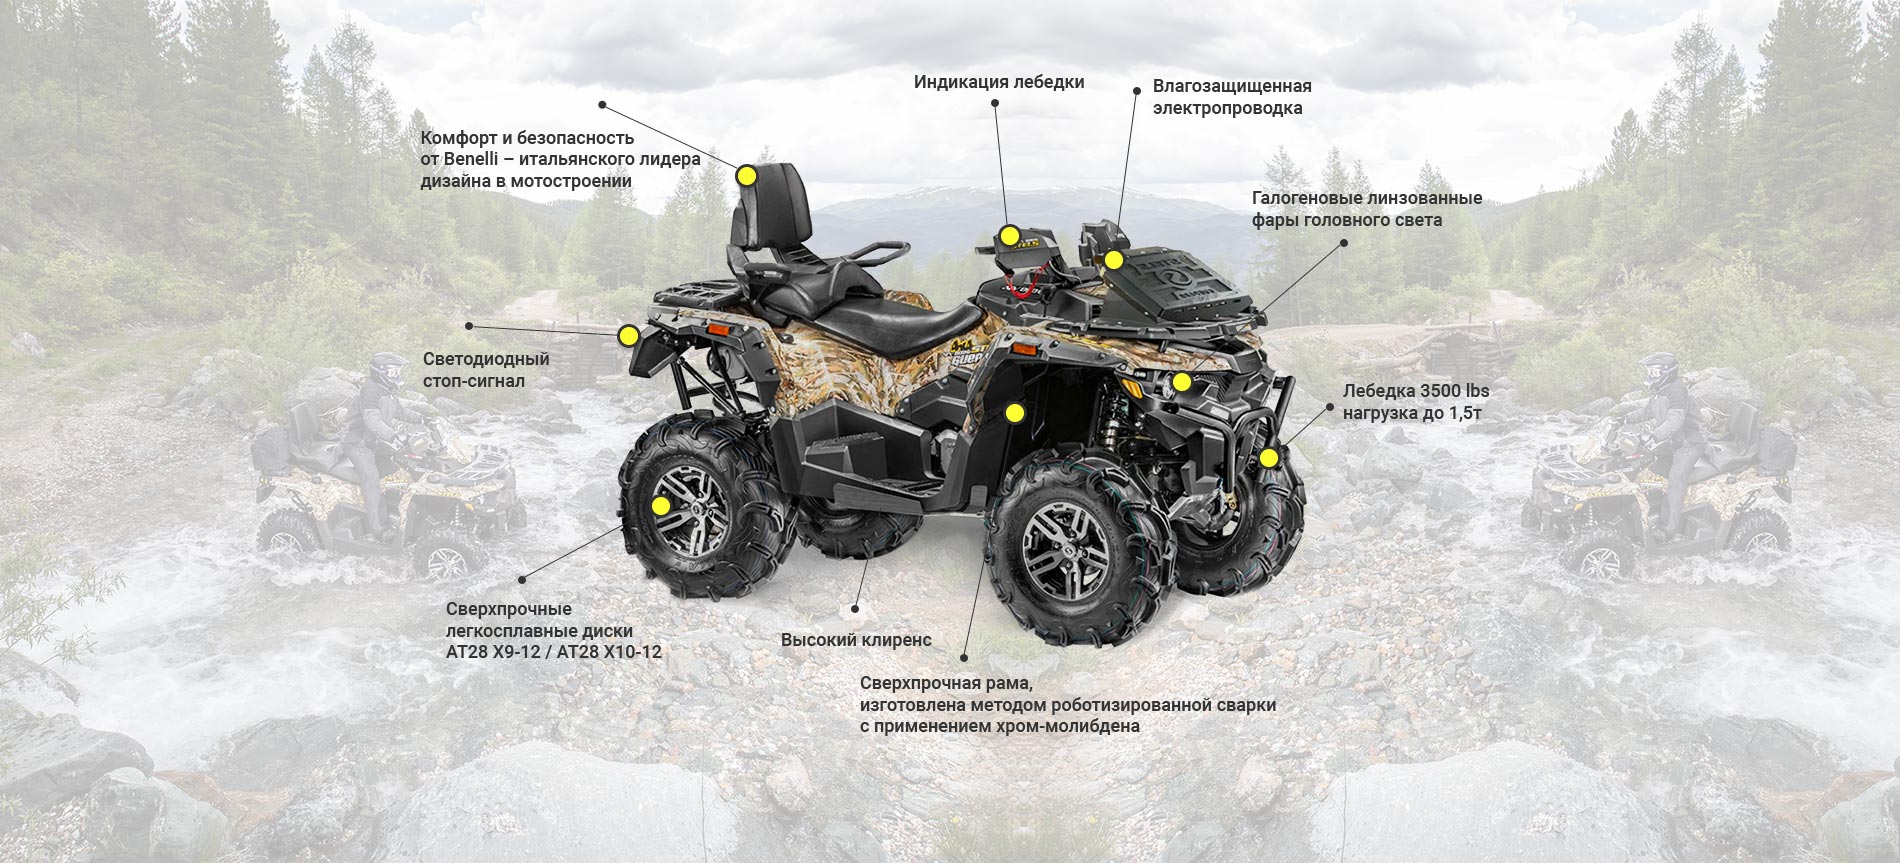 Индикация лебедки
Влагозащищенная
электропроводка
Комфорт и безопасность
от Benelli – итальянского лидера
дизайна в мотостроении
Галогеновые линзованные
фары головного света
Светодиодный
стоп-сигнал
Лебедка 3500 lbs
нагрузка до 1,5т
4x4
Сверхпрочные
легкосплавные диски
AT28 X9-12 / AT28 X10-12
Высокий клиренс
Сверхпрочная рама,
изготовлена методом роботизированной сварки
с применением хром-молибдена